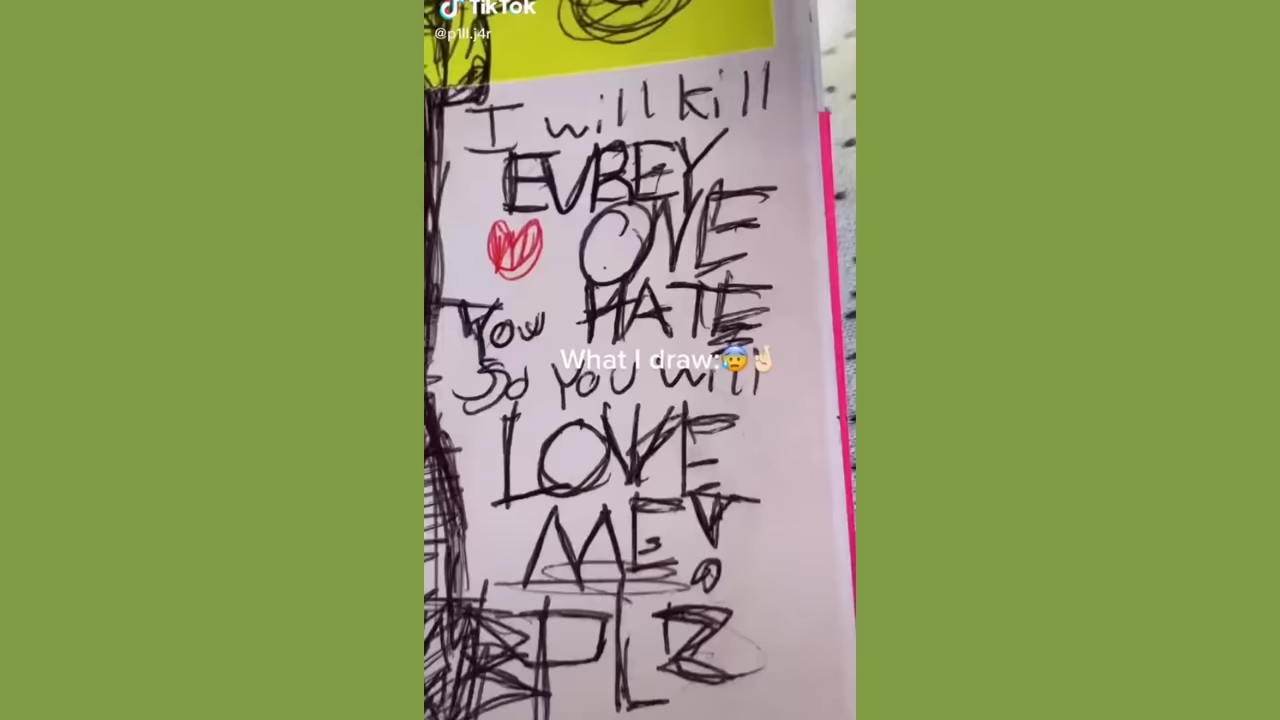 TikTok
@p1ll.j4r
I will kill
EVREY
ONE
You HATE
What I draw:😰🤞🏻
So YOU will
LOVE
ME!
PLZ